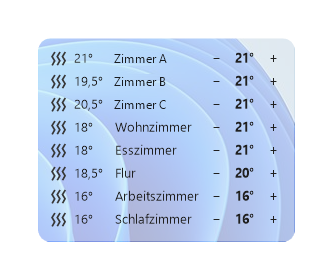 21° Zimmer A − 21° +
19,5° Zimmer B − 21° +
20,5° Zimmer C − 21° +
18° Wohnzimmer − 21° +
18° Esszimmer − 21° +
18,5° Flur − 20° +
16° Arbeitszimmer − 16° +
16° Schlafzimmer − 16° +